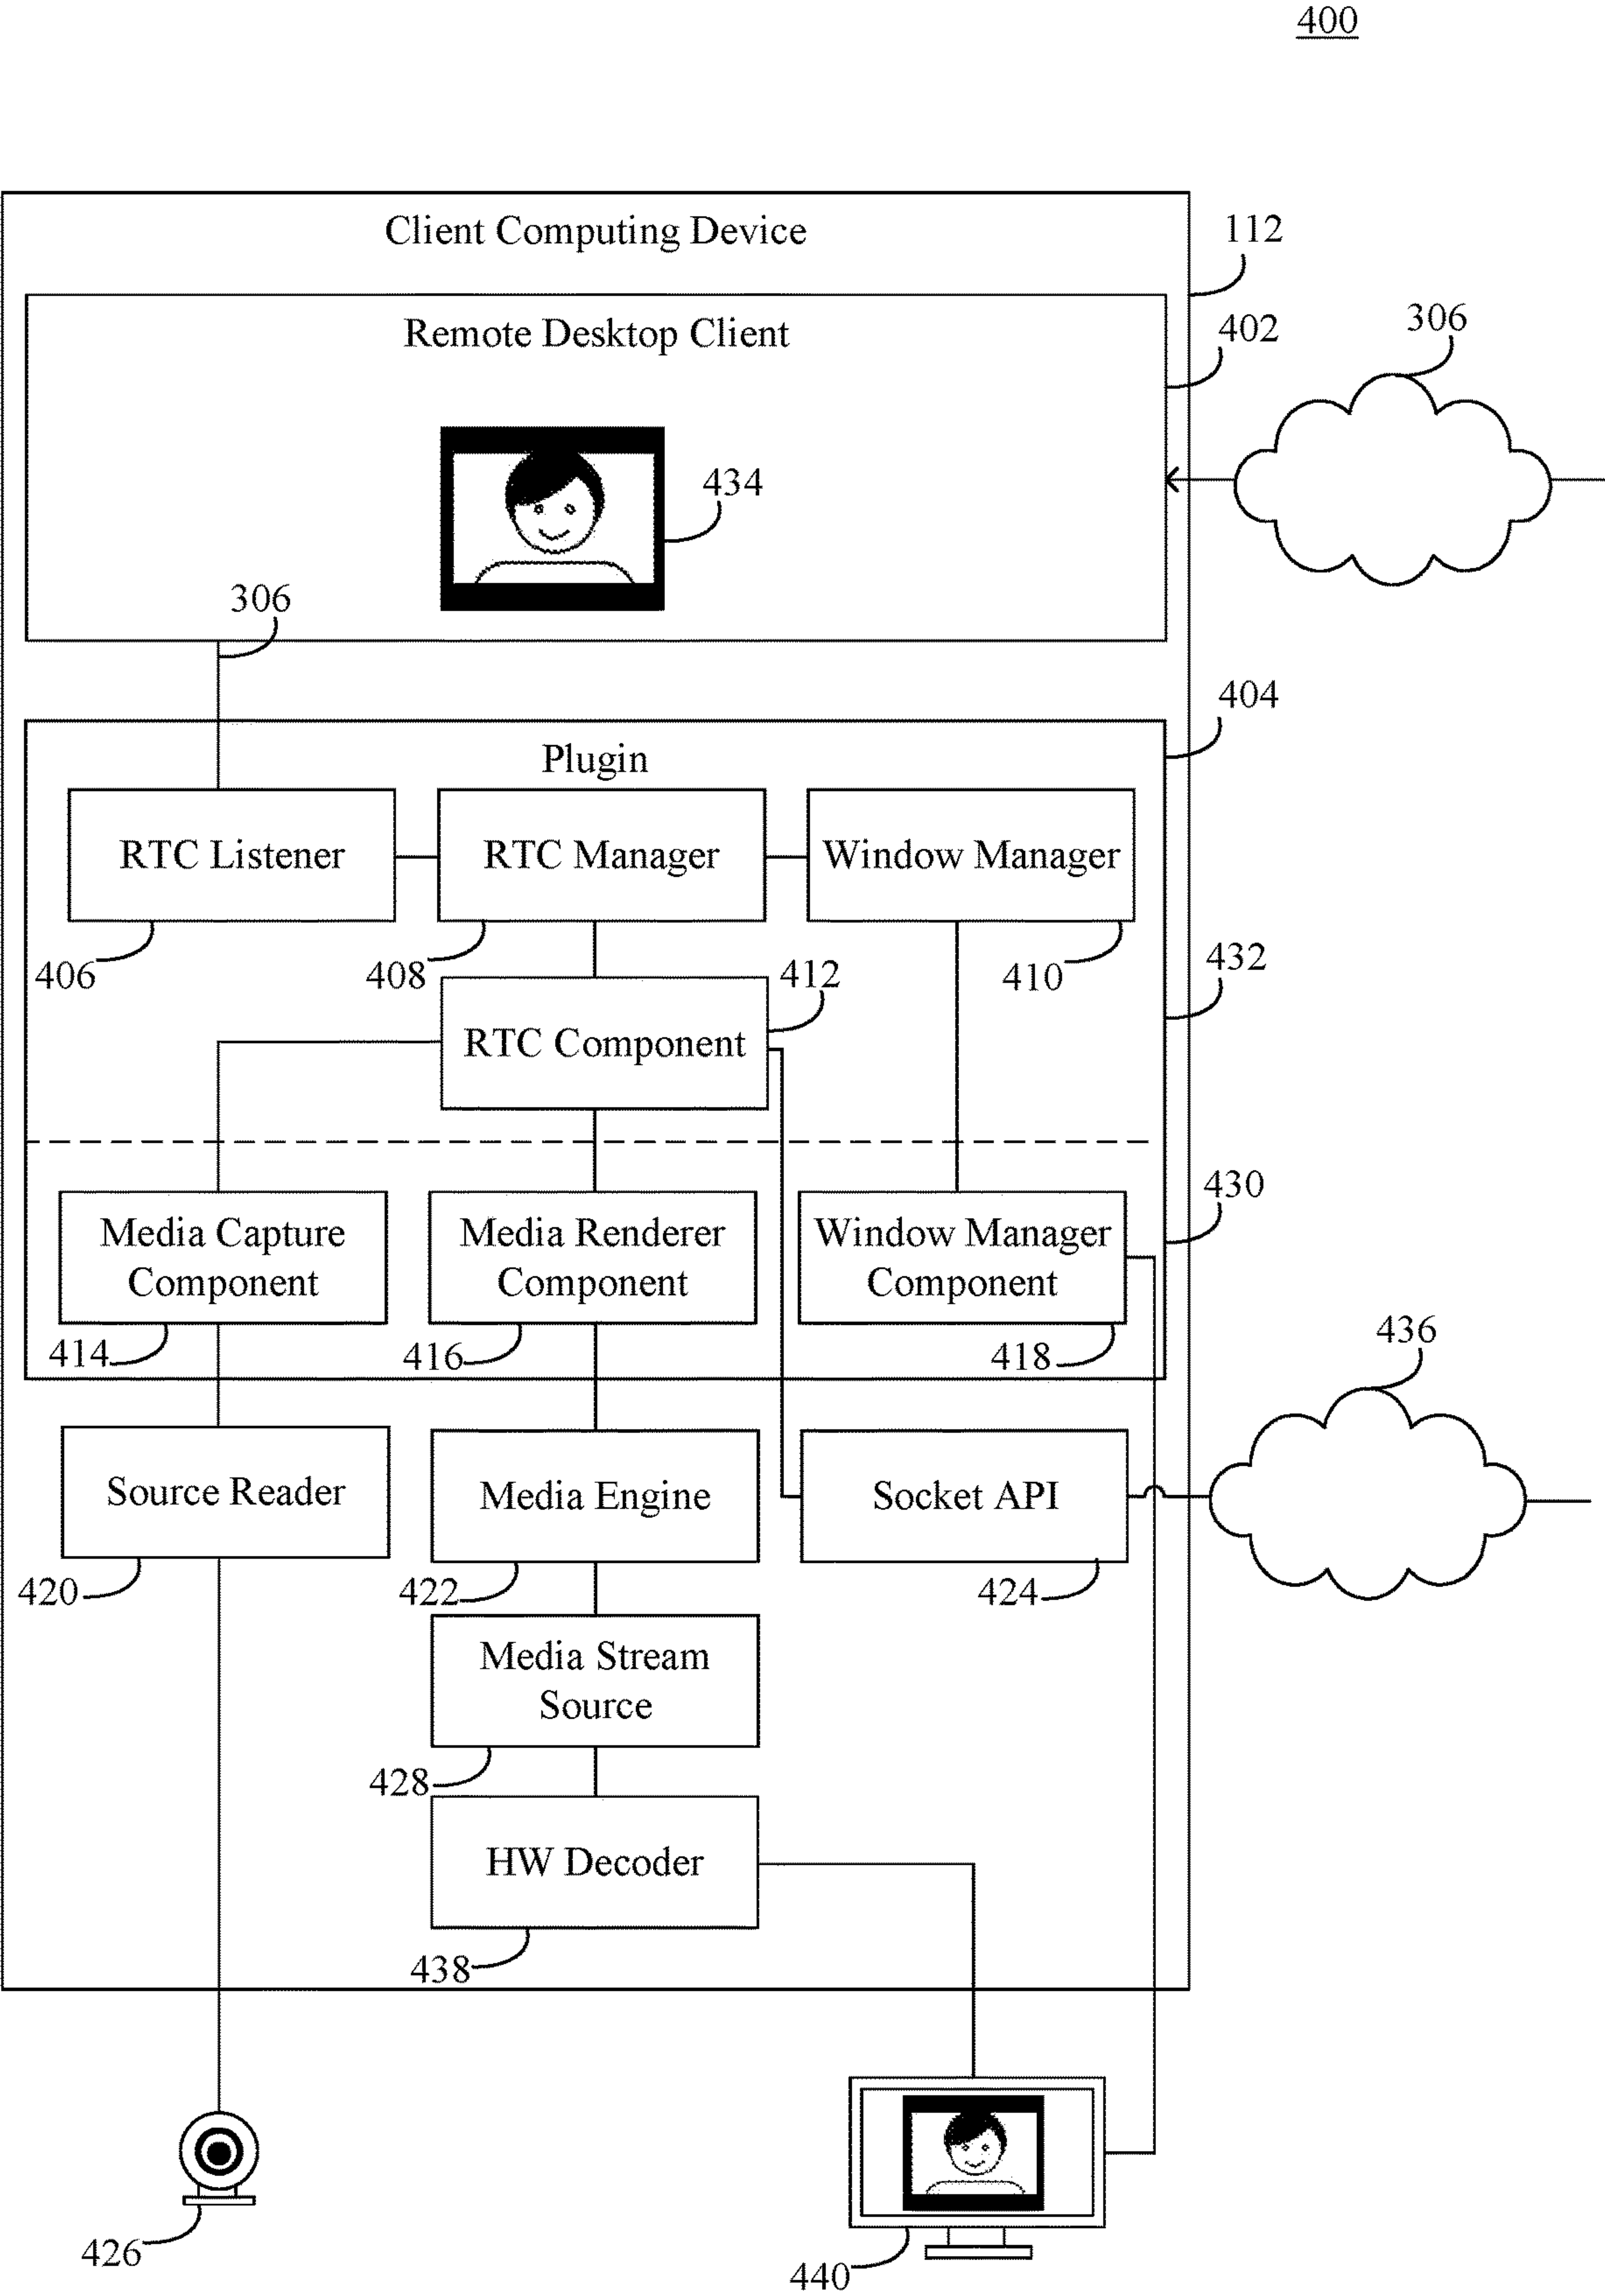 400
Client Computing Device
112
Remote Desktop Client
402
306
434
306
404
Plugin
RTC Listener
RTC Manager
Window Manager
406
408
410
432
412
RTC Component
430
Media Capture
Component
Media Renderer
Component
Window Manager
Component
414
416
418
436
Source Reader
Media Engine
Socket API
420
422
424
Media Stream
Source
428
HW Decoder
438
426
440